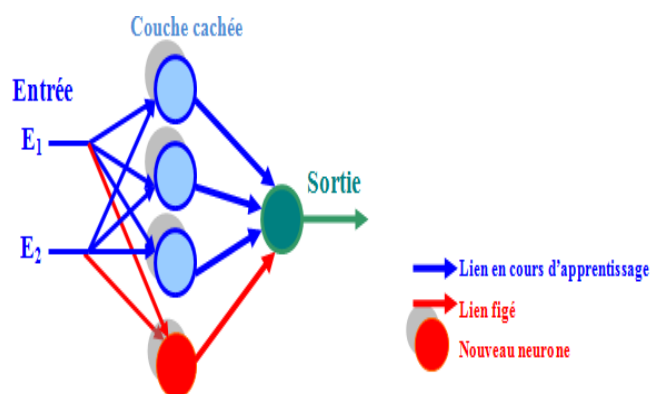 Couche cachée
Entrée
E1
Sortie
E2
Lien en cours d'apprentissage
Lien figé
Nouveau neurone